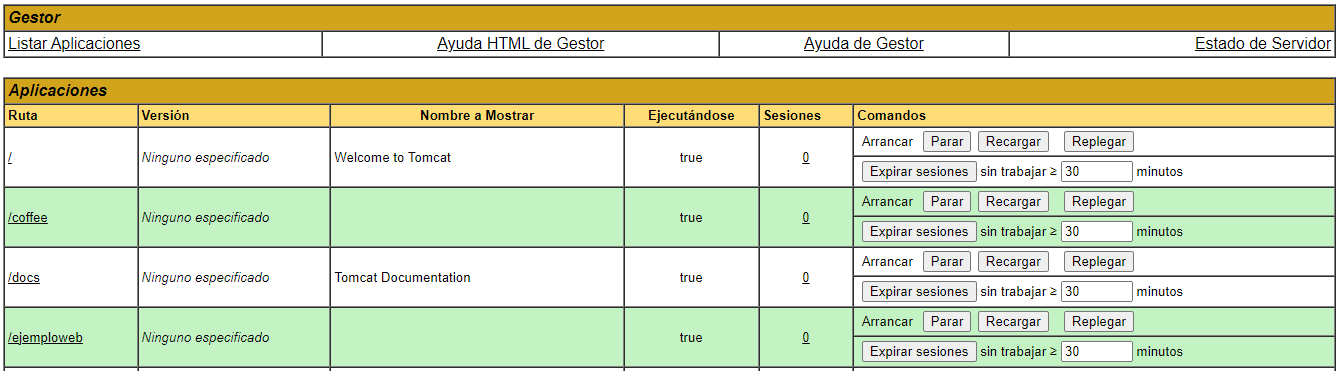 Gestor
Listar Aplicaciones Ayuda HTML de Gestor Ayuda de Gestor Estado de Servidor
Aplicaciones
Ruta Versión Nombre a Mostrar Ejecutándose Sesiones Comandos
/ Ninguno especificado Welcome to Tomcat true 0 Arrancar Parar Recargar Replegar
Expirar sesiones sin trabajar ≥ 30 minutos
/coffee Ninguno especificado true 0 Arrancar Parar Recargar Replegar
Expirar sesiones sin trabajar ≥ 30 minutos
/docs Ninguno especificado Tomcat Documentation true 0 Arrancar Parar Recargar Replegar
Expirar sesiones sin trabajar ≥ 30 minutos
/ejemploweb Ninguno especificado true 0 Arrancar Parar Recargar Replegar
Expirar sesiones sin trabajar ≥ 30 minutos